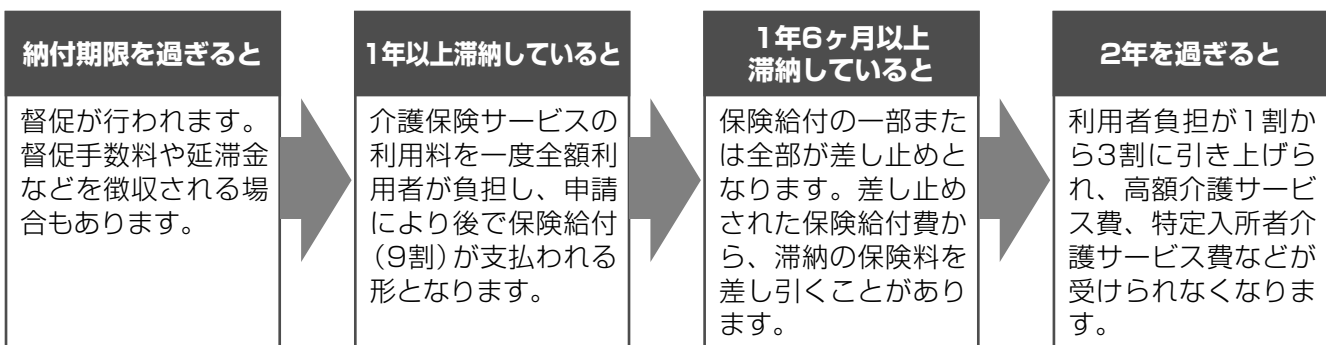 納付期限を過ぎると
督促が行われます。
督促手数料や延滞金
などを徴収される場
合もあります。
1年以上滞納していると
介護保険サービスの
利用料を一度全額利
用者が負担し、申請
により後で保険給付
(9割)が支払われる
形となります。
1年6ヶ月以上
滞納していると
保険給付の一部また
は全部が差し止めと
なります。差し止め
された保険給付費か
ら、滞納の保険料を
差し引くことがあり
ます。
2年を過ぎると
利用者負担が1割か
ら3割に引き上げら
れ、高額介護サービ
ス費、特定入所者介
護サービス費などが
受けられなくなりま
す。